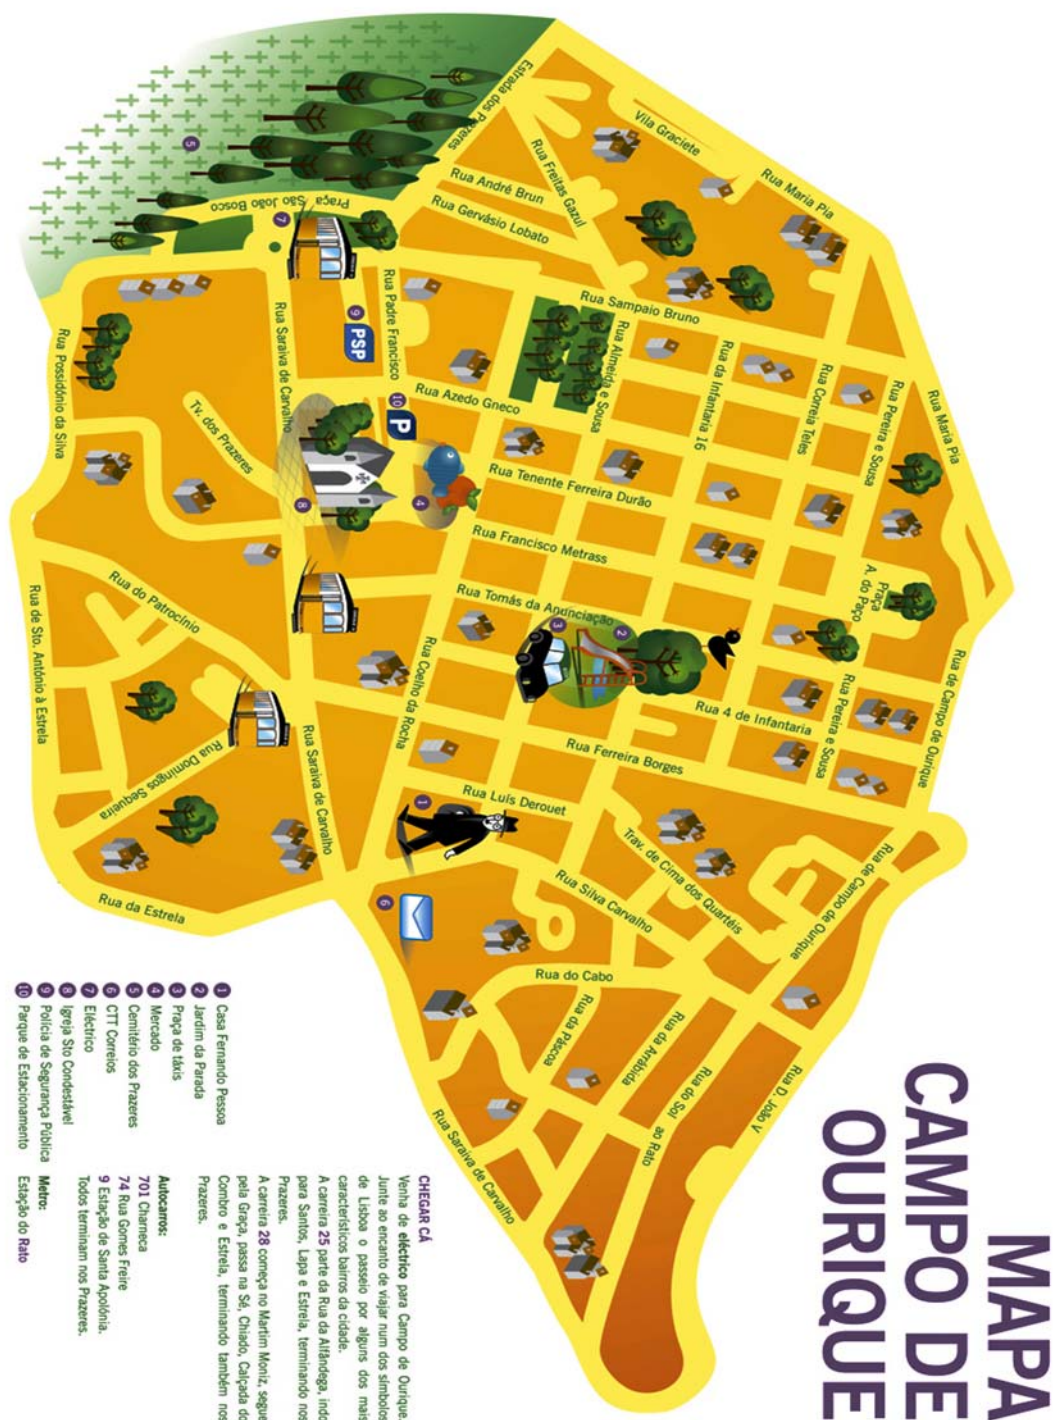 MAPA
CAMPO DE
OURIQUE
Estrada dos Prazeres
Vila Graciete
Rua Maria Pia
Rua Freitas Gazul
Rua André Brun
Rua Gervásio Lobato
Praça São João Bosco
5
7
Rua Sampaio Bruno
Rua Padre Francisco
9
PSP
Rua Saraiva de Carvalho
Rua Possidónio da Silva
Rua Almeida e Sousa
Rua da Infantaria 16
Rua Correia Teles
Rua Pereira e Sousa
Rua Maria Pia
Rua Azedo Gneco
10
P
Tv. dos Prazeres
Rua Tenente Ferreira Durão
4
8
Rua Francisco Metrass
Praça
A. do Paço
Rua Tomás da Anunciação
3
2
Rua do Patrocínio
Rua de Sto. António à Estrela
Rua Coelho da Rocha
Rua 4 de Infantaria
Rua Pereira e Sousa
Rua de Campo de Ourique
Rua Ferreira Borges
Rua Domingos Sequeira
Rua Saraiva de Carvalho
Rua Luís Derouet
1
Trav. de Cima dos Quartéis
Rua Silva Carvalho
Rua de Campo de Ourique
Rua da Estrela
6
Rua do Cabo
Rua da Páscoa
Rua da Arrábida
Rua do Sol ao Rato
Rua D. João V
Rua Saraiva de Carvalho
1 Casa Fernando Pessoa
2 Jardim da Parada
3 Praça de táxis
4 Mercado
5 Cemitério dos Prazeres
6 CTT Correios
7 Eléctrico
8 Igreja Sto Condestável
9 Polícia de Segurança Pública
10 Parque de Estacionamento
CHEGAR CÁ
Venha de eléctrico para Campo de Ourique.
Junte ao encanto de viajar num dos símbolos
de Lisboa o passeio por alguns dos mais
característicos bairros da cidade.
A carreira 25 parte da Rua da Alfândega, indo
para Santos, Lapa e Estrela, terminando nos
Prazeres.
A carreira 28 começa no Martim Moniz, segue
pela Graça, passa na Sé, Chiado, Calçada do
Combro e Estrela, terminando também nos
Prazeres.
Autocarros:
701 Charneca
74 Rua Gomes Freire
9 Estação de Santa Apolónia.
Todos terminam nos Prazeres.
Metro:
Estação do Rato